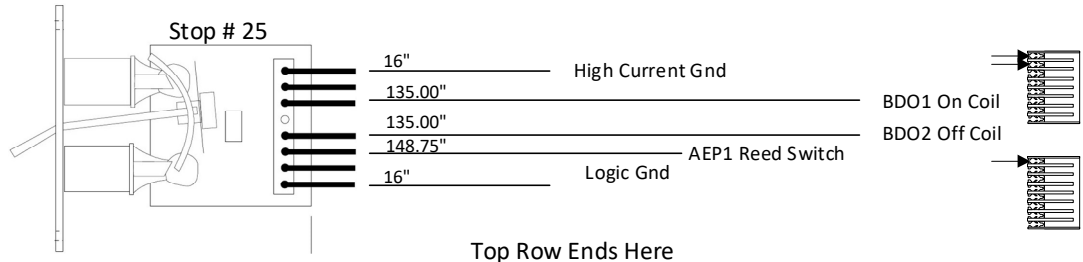 Stop # 25
16" High Current Gnd
135.00" BDO1 On Coil
135.00" BDO2 Off Coil
148.75" AEP1 Reed Switch
Logic Gnd
16"
Top Row Ends Here